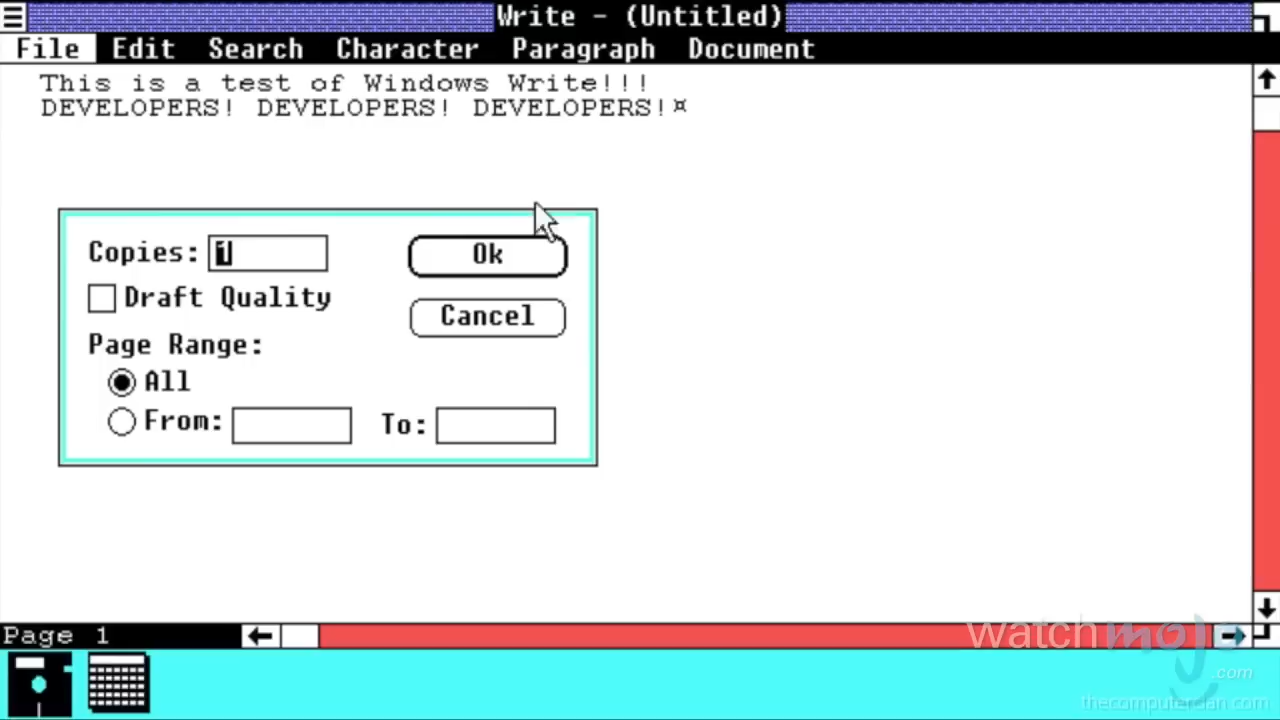 Write - (Untitled)
File Edit Search Character Paragraph Document
This is a test of Windows Write!!!
DEVELOPERS! DEVELOPERS! DEVELOPERS!¤
Copies: 1 Ok
Draft Quality
Cancel
Page Range:
All
From: To:
Page 1
watchmojo
.com
thecomputerclan.com